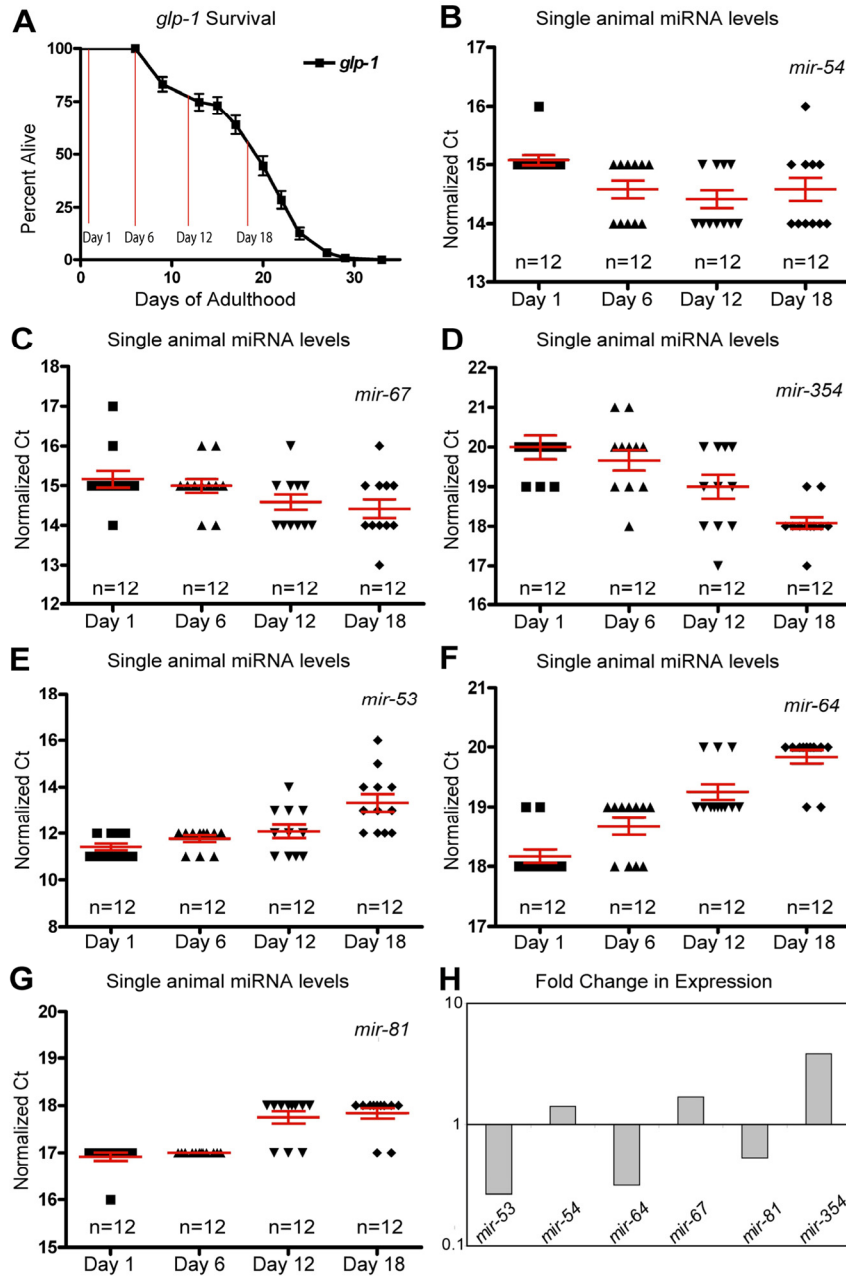 A
glp-1 Survival
100
75
50
25
0
Percent Alive
glp-1
Day 1
Day 6
Day 12
Day 18
0
10
20
30
Days of Adulthood
B
Single animal miRNA levels
mir-54
17
16
15
14
13
Normalized Ct
n=12
n=12
n=12
n=12
Day 1
Day 6
Day 12
Day 18
C
Single animal miRNA levels
mir-67
18
17
16
15
14
13
12
Normalized Ct
n=12
n=12
n=12
n=12
Day 1
Day 6
Day 12
Day 18
D
Single animal miRNA levels
mir-354
22
21
20
19
18
17
16
Normalized Ct
n=12
n=12
n=12
n=12
Day 1
Day 6
Day 12
Day 18
E
Single animal miRNA levels
mir-53
18
16
14
12
10
8
Normalized Ct
n=12
n=12
n=12
n=12
Day 1
Day 6
Day 12
Day 18
F
Single animal miRNA levels
mir-64
21
20
19
18
17
Normalized Ct
n=12
n=12
n=12
n=12
Day 1
Day 6
Day 12
Day 18
G
Single animal miRNA levels
mir-81
20
19
18
17
16
15
Normalized Ct
n=12
n=12
n=12
n=12
Day 1
Day 6
Day 12
Day 18
H
Fold Change in Expression
10
1
0.1
mir-53
mir-54
mir-64
mir-67
mir-81
mir-354